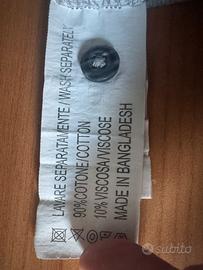 LAVARE SEPARATAMENTE / WASH SEPARATELY
90%COTONE/COTTON
10%VISCOSA/VISCOSE
MADE IN BANGLADESH
subito